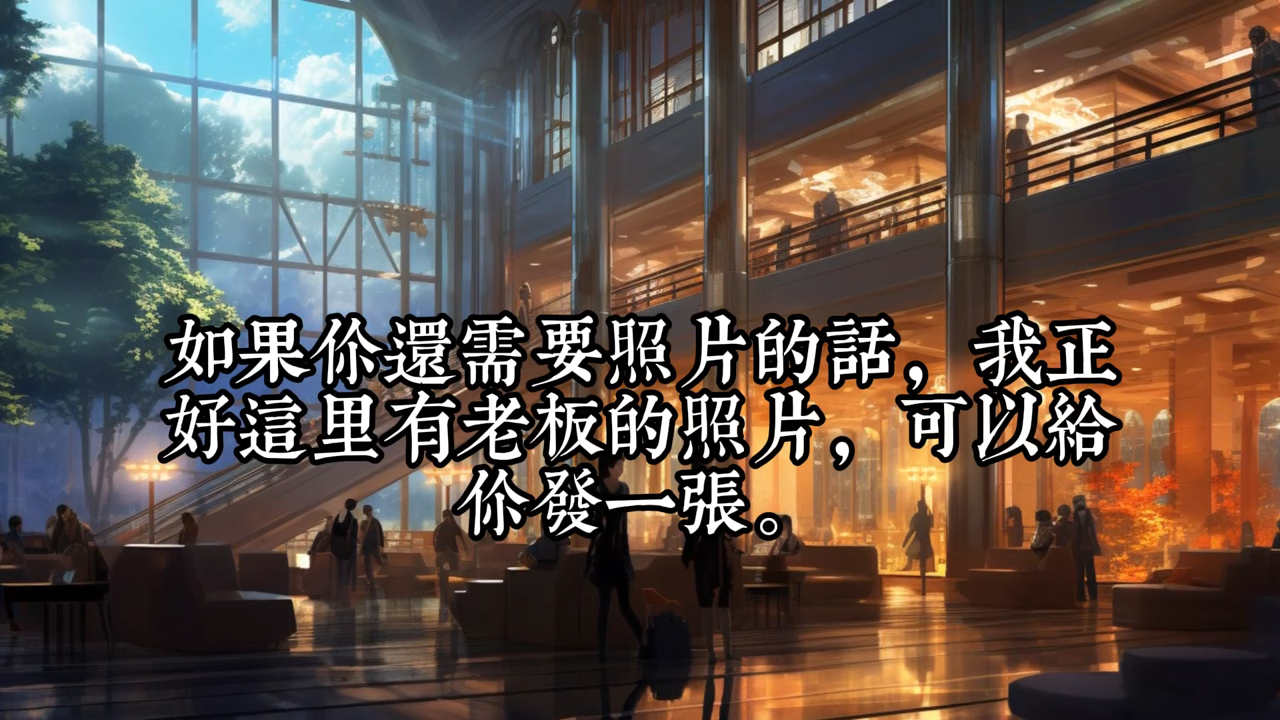 如果你還需要照片的話，我正
好這里有老板的照片，可以給
你發一張。